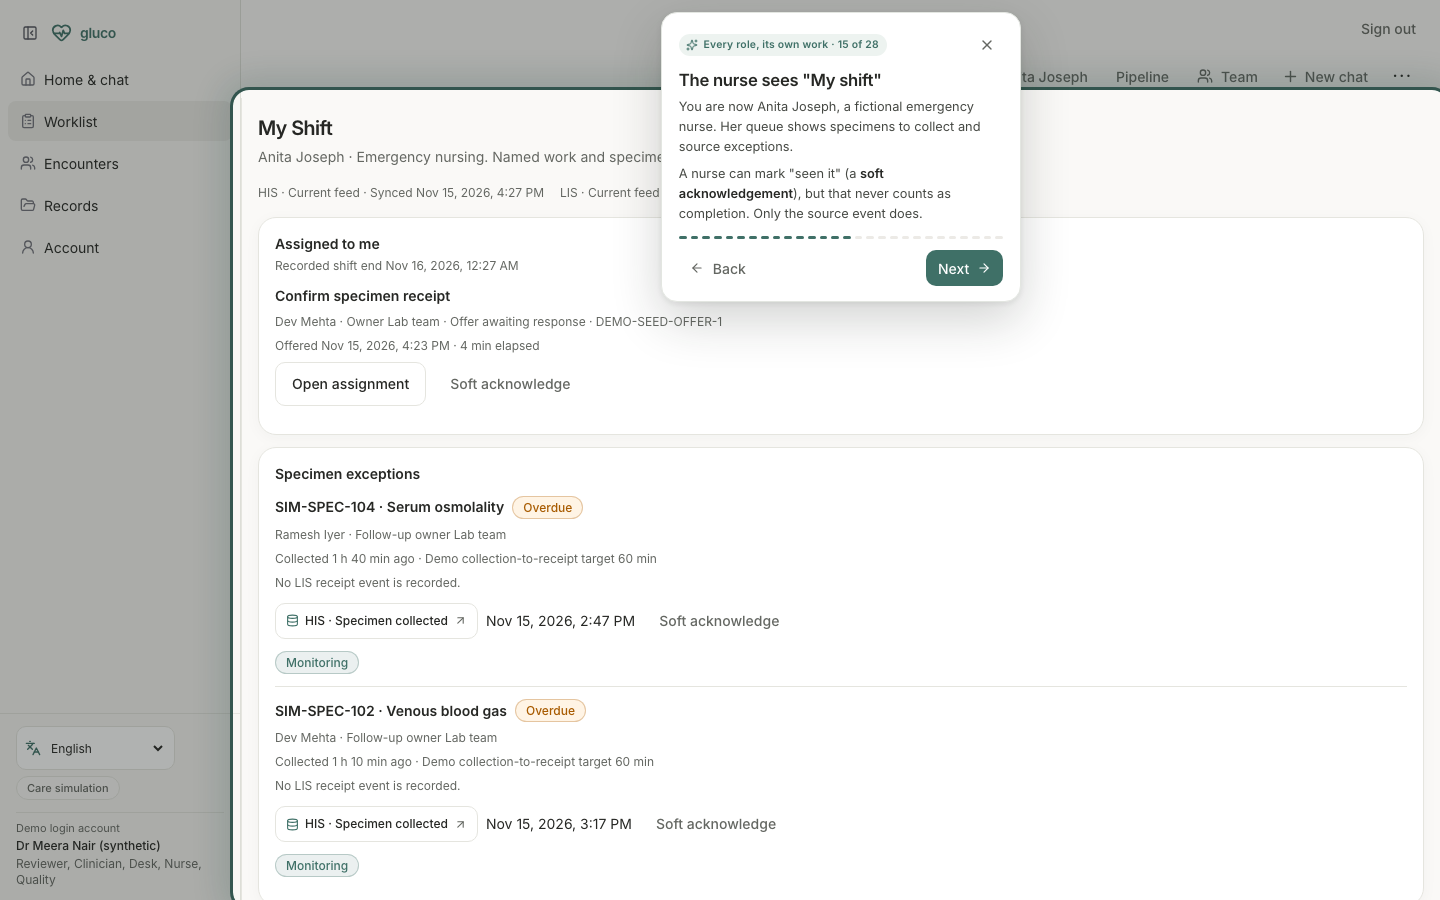 gluco
Home & chat
Worklist
Encounters
Records
Account
English
Care simulation
Demo login account
Dr Meera Nair (synthetic)
Reviewer, Clinician, Desk, Nurse,
Quality
Sign out
ta Joseph
Pipeline
Team
New chat
Every role, its own work · 15 of 28
The nurse sees "My shift"
You are now Anita Joseph, a fictional emergency
nurse. Her queue shows specimens to collect and
source exceptions.
A nurse can mark "seen it" (a soft
acknowledgement), but that never counts as
completion. Only the source event does.
Back
Next
My Shift
Anita Joseph · Emergency nursing. Named work and specime
HIS · Current feed · Synced Nov 15, 2026, 4:27 PM LIS · Current feed
Assigned to me
Recorded shift end Nov 16, 2026, 12:27 AM
Confirm specimen receipt
Dev Mehta · Owner Lab team · Offer awaiting response · DEMO-SEED-OFFER-1
Offered Nov 15, 2026, 4:23 PM · 4 min elapsed
Open assignment Soft acknowledge
Specimen exceptions
SIM-SPEC-104 · Serum osmolality Overdue
Ramesh Iyer · Follow-up owner Lab team
Collected 1 h 40 min ago · Demo collection-to-receipt target 60 min
No LIS receipt event is recorded.
HIS · Specimen collected Nov 15, 2026, 2:47 PM Soft acknowledge
Monitoring
SIM-SPEC-102 · Venous blood gas Overdue
Dev Mehta · Follow-up owner Lab team
Collected 1 h 10 min ago · Demo collection-to-receipt target 60 min
No LIS receipt event is recorded.
HIS · Specimen collected Nov 15, 2026, 3:17 PM Soft acknowledge
Monitoring